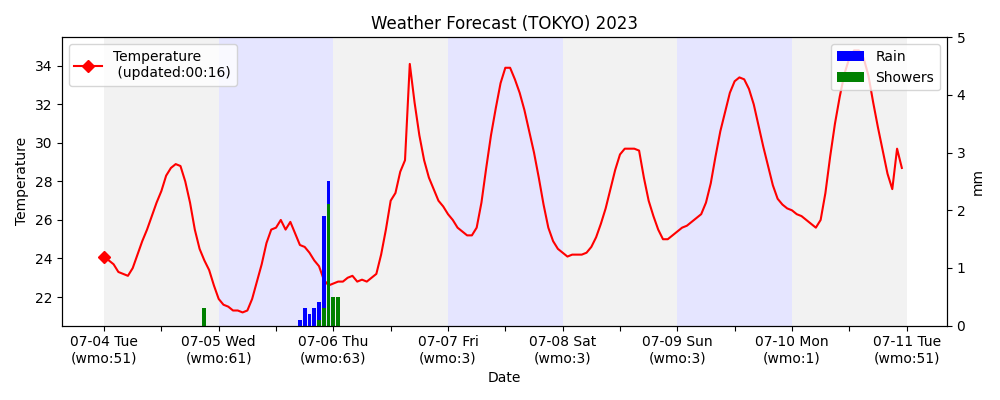 Weather Forecast (TOKYO) 2023
Temperature
(updated:00:16)
Rain
Showers
Temperature
34
32
30
28
26
24
22
5
4
3
2
1
0
mm
07-04 Tue
(wmo:51)
07-05 Wed
(wmo:61)
07-06 Thu
(wmo:63)
07-07 Fri
(wmo:3)
07-08 Sat
(wmo:3)
07-09 Sun
(wmo:3)
07-10 Mon
(wmo:1)
07-11 Tue
(wmo:51)
Date